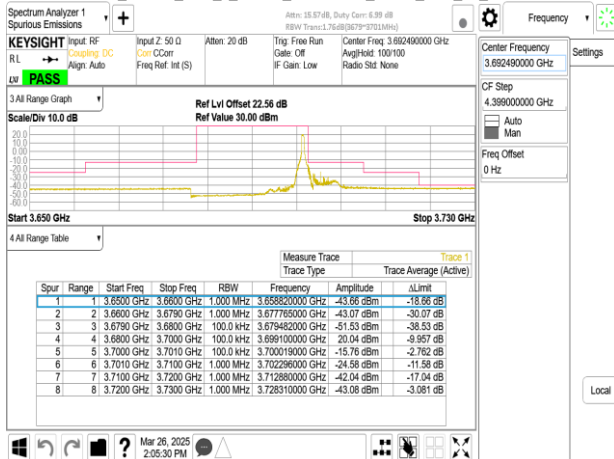 Spectrum Analyzer 1
Spurious Emissions
Attn: 15.57dB, Duty Corr: 6.99 dB
RBW Trans:1.76dB(3679~3701MHz)
Frequency
KEYSIGHT
RL
PASS
Input: RF
Coupling: DC
Align: Auto
Input Z: 50 Ω
Corr CCorr
Freq Ref: Int (S)
Atten: 20 dB
Trig: Free Run
Gate: Off
IF Gain: Low
Center Freq: 3.692490000 GHz
Avg|Hold: 100/100
Radio Std: None
Center Frequency
3.692490000 GHz
Settings
CF Step
4.399000000 GHz
Auto
Man
Freq Offset
0 Hz
Local
3 All Range Graph
Scale/Div 10.0 dB
Ref Lvl Offset 22.56 dB
Ref Value 30.00 dBm
20.0
10.0
0.00
-10.0
-20.0
-30.0
-40.0
-50.0
-60.0
Start 3.650 GHz
Stop 3.730 GHz
4 All Range Table
Measure Trace Trace 1
Trace Type Trace Average (Active)
Spur Range Start Freq Stop Freq RBW Frequency Amplitude ΔLimit
1 1 3.6500 GHz 3.6600 GHz 1.000 MHz 3.658820000 GHz -43.66 dBm -18.66 dB
2 2 3.6600 GHz 3.6790 GHz 1.000 MHz 3.677765000 GHz -43.07 dBm -30.07 dB
3 3 3.6790 GHz 3.6800 GHz 100.0 kHz 3.679482000 GHz -51.53 dBm -38.53 dB
4 4 3.6800 GHz 3.7000 GHz 100.0 kHz 3.699100000 GHz 20.04 dBm -9.957 dB
5 5 3.7000 GHz 3.7010 GHz 100.0 kHz 3.700019000 GHz -15.76 dBm -2.762 dB
6 6 3.7010 GHz 3.7100 GHz 1.000 MHz 3.702296000 GHz -24.58 dBm -11.58 dB
7 7 3.7100 GHz 3.7200 GHz 1.000 MHz 3.712880000 GHz -42.04 dBm -17.04 dB
8 8 3.7200 GHz 3.7300 GHz 1.000 MHz 3.728310000 GHz -43.08 dBm -3.081 dB
?
Mar 26, 2025
2:05:30 PM